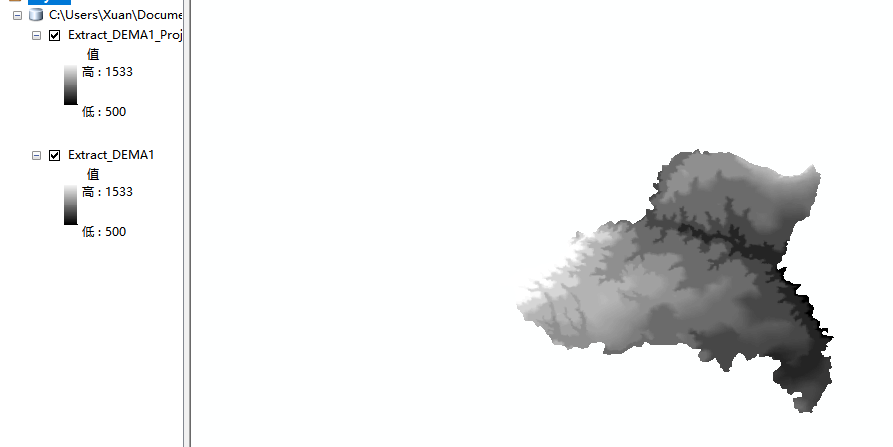 C:\Users\Xuan\Docume
Extract_DEMA1_Proj
值
高 : 1533
低 : 500
Extract_DEMA1
值
高 : 1533
低 : 500